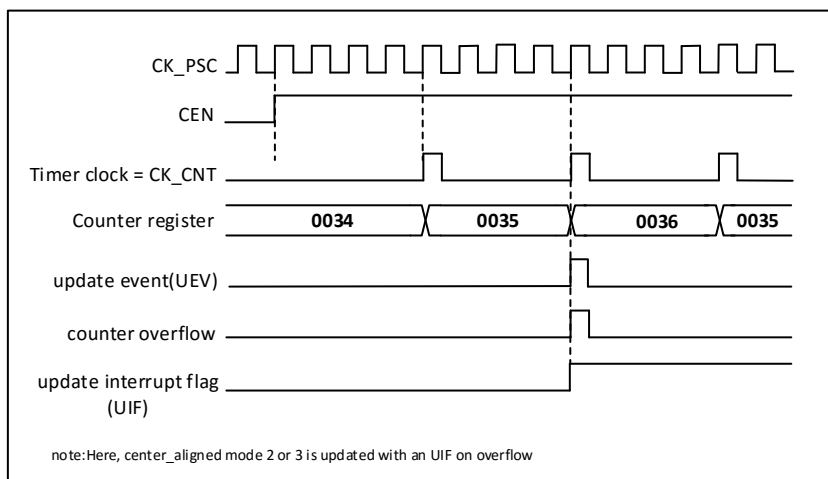 CK_PSC
CEN
Timer clock = CK_CNT
Counter register 0034 0035 0036 0035
update event(UEV)
counter overflow
update interrupt flag
(UIF)
note:Here, center_aligned mode 2 or 3 is updated with an UIF on overflow